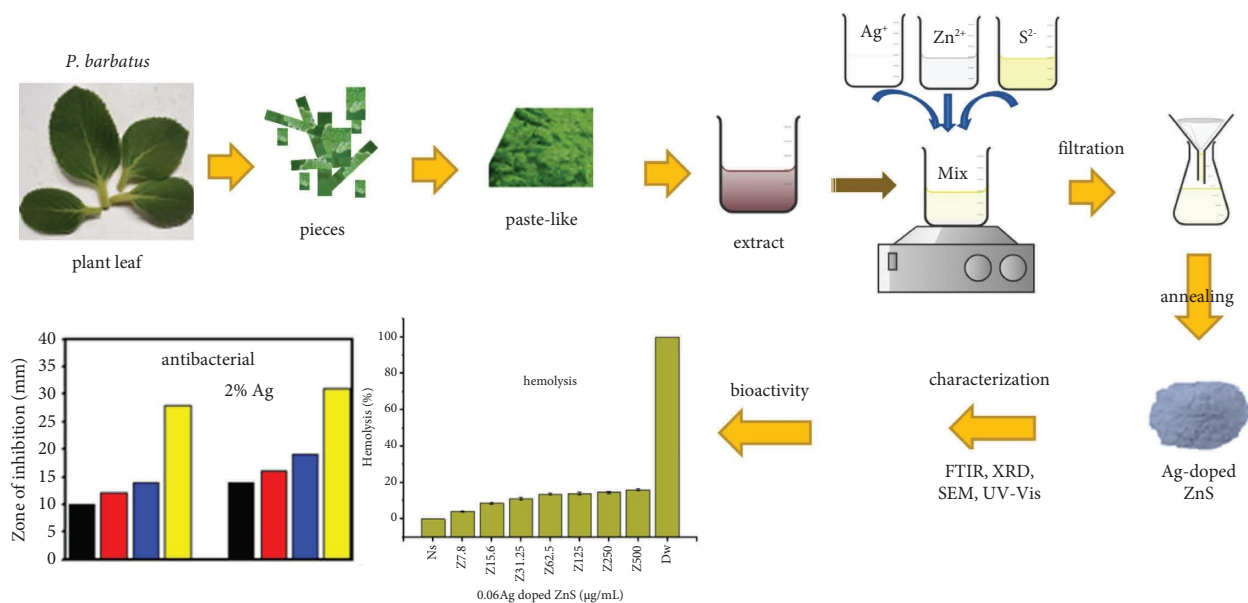 P. barbatus
plant leaf
pieces
paste-like
extract
Ag⁺
Zn²⁺
S²⁻
Mix
filtration
annealing
Ag-doped
ZnS
characterization
FTIR, XRD,
SEM, UV-Vis
bioactivity
Zone of inhibition (mm)
40
35
30
25
20
15
10
5
0
antibacterial
2% Ag
Hemolysis (%)
100
80
60
40
20
0
hemolysis
Ns
Z7.8
Z15.6
Z31.25
Z62.5
Z125
Z250
Z500
Dw
0.06Ag doped ZnS (μg/mL)